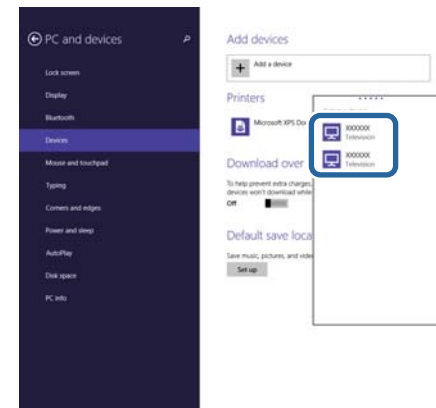 PC and devices
Lock screen
Display
Bluetooth
Devices
Mouse and touchpad
Typing
Corners and edges
Power and sleep
AutoPlay
Disk space
PC info
Add devices
Add a device
Printers
Microsoft XPS Do
Download over
To help prevent extra charges,
devices won't download while
Off
Default save loca
Save music, pictures, and vide
Set up
XXXXXX
Television
XXXXXX
Television